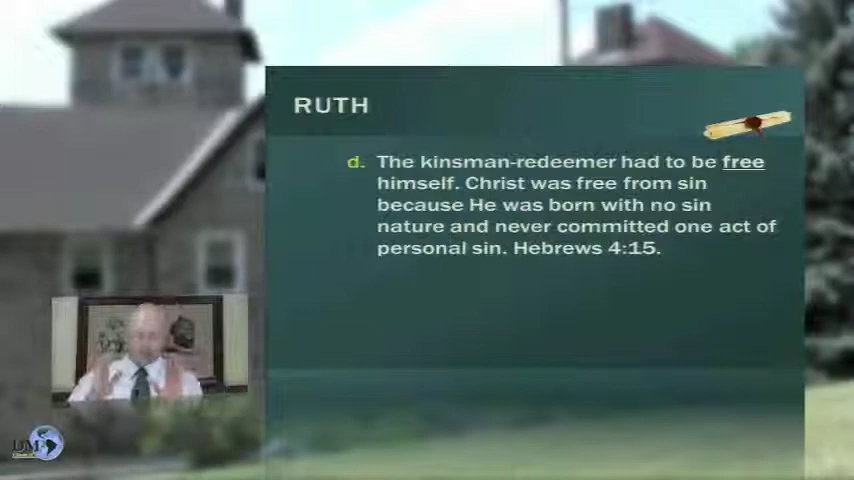 RUTH
d. The kinsman-redeemer had to be free
himself. Christ was free from sin
because He was born with no sin
nature and never committed one act of
personal sin. Hebrews 4:15.
DM